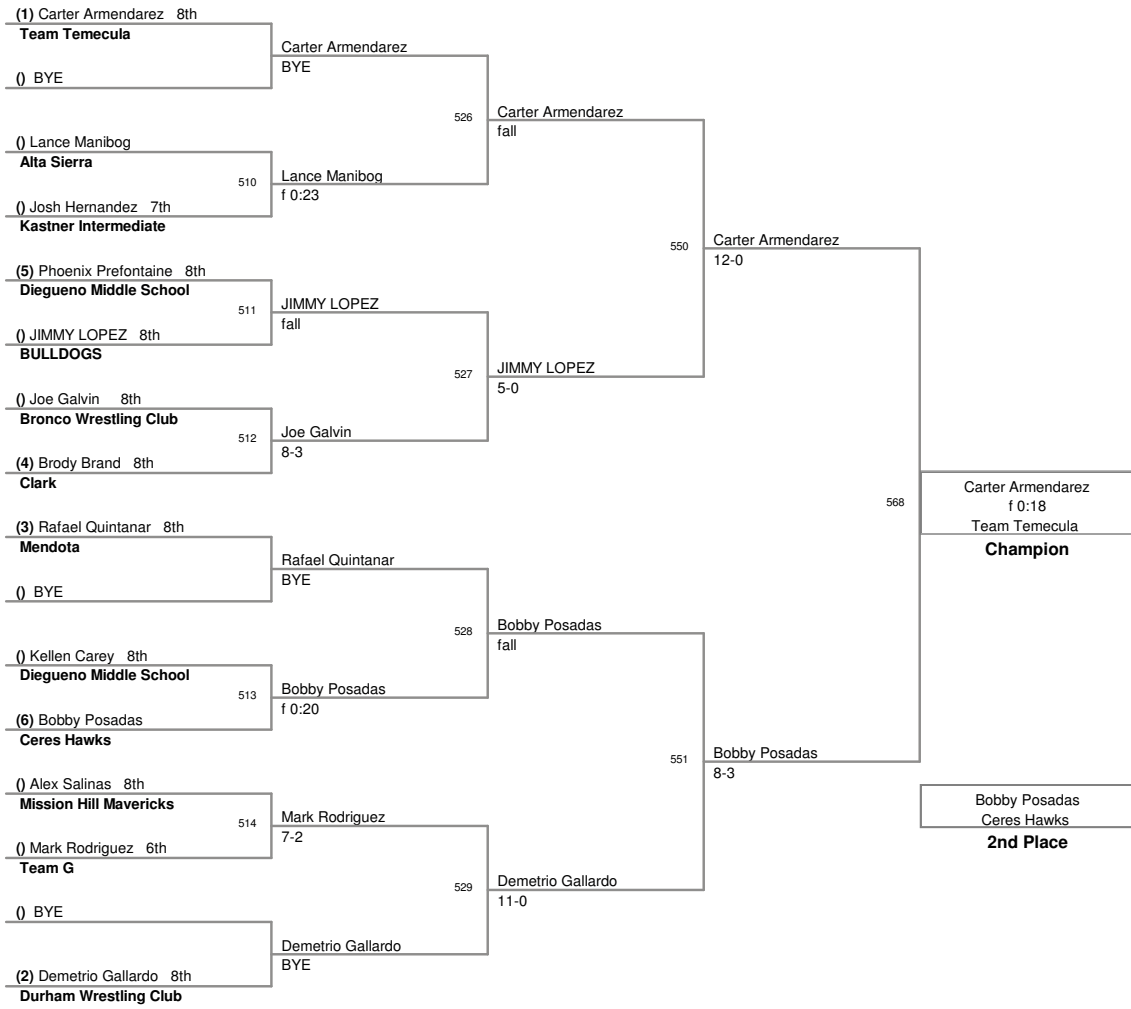 (1) Carter Armendarez 8th
Team Temecula
() BYE
() Lance Manibog
Alta Sierra
() Josh Hernandez 7th
Kastner Intermediate
(5) Phoenix Prefontaine 8th
Diegueno Middle School
() JIMMY LOPEZ 8th
BULLDOGS
() Joe Galvin 8th
Bronco Wrestling Club
(4) Brody Brand 8th
Clark
(3) Rafael Quintanar 8th
Mendota
() BYE
() Kellen Carey 8th
Diegueno Middle School
(6) Bobby Posadas
Ceres Hawks
() Alex Salinas 8th
Mission Hill Mavericks
() Mark Rodriguez 6th
Team G
() BYE
(2) Demetrio Gallardo 8th
Durham Wrestling Club
Carter Armendarez
BYE
510
Lance Manibog
f 0:23
511
JIMMY LOPEZ
fall
512
Joe Galvin
8-3
Rafael Quintanar
BYE
513
Bobby Posadas
f 0:20
514
Mark Rodriguez
7-2
Demetrio Gallardo
BYE
526
Carter Armendarez
fall
527
JIMMY LOPEZ
5-0
528
Bobby Posadas
fall
529
Demetrio Gallardo
11-0
550
Carter Armendarez
12-0
551
Bobby Posadas
8-3
568
Carter Armendarez
f 0:18
Team Temecula
Champion
Bobby Posadas
Ceres Hawks
2nd Place